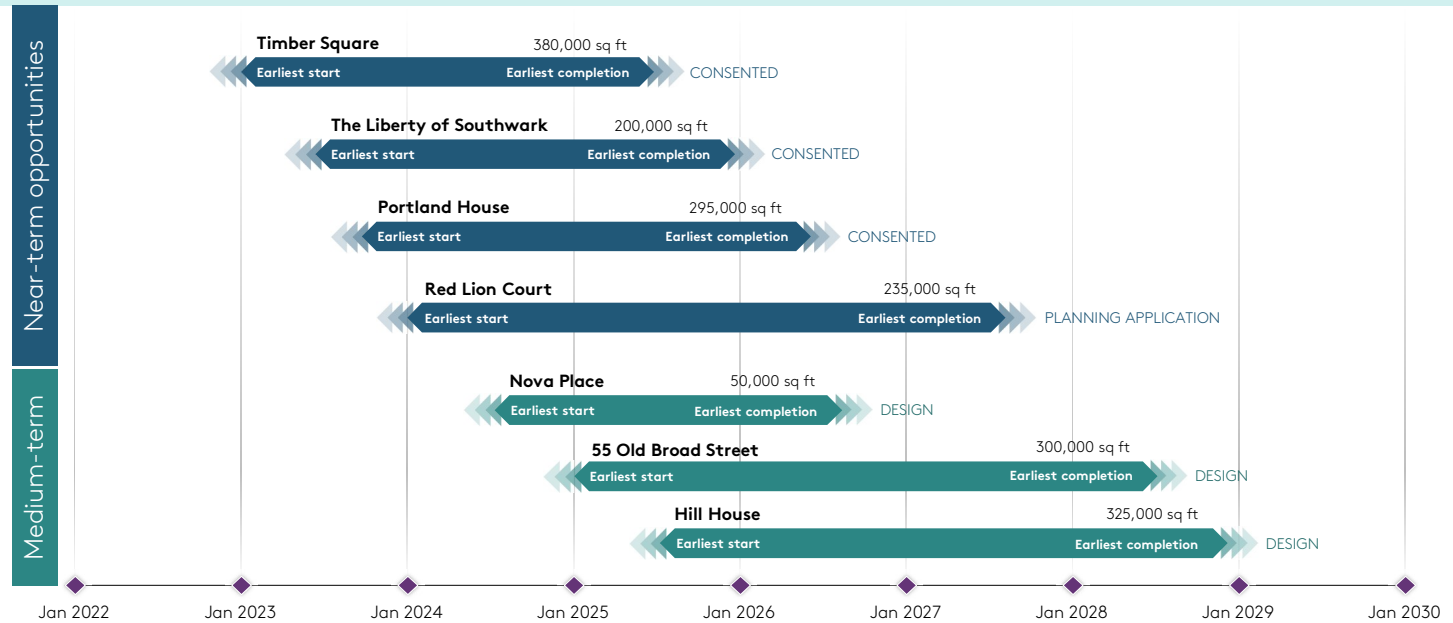 Near-term opportunities
Timber Square 380,000 sq ft
Earliest start Earliest completion CONSENTED
The Liberty of Southwark 200,000 sq ft
Earliest start Earliest completion CONSENTED
Portland House 295,000 sq ft
Earliest start Earliest completion CONSENTED
Red Lion Court 235,000 sq ft
Earliest start Earliest completion PLANNING APPLICATION
Medium-term
Nova Place 50,000 sq ft
Earliest start Earliest completion DESIGN
55 Old Broad Street 300,000 sq ft
Earliest start Earliest completion DESIGN
Hill House 325,000 sq ft
Earliest start Earliest completion DESIGN
Jan 2022 Jan 2023 Jan 2024 Jan 2025 Jan 2026 Jan 2027 Jan 2028 Jan 2029 Jan 2030